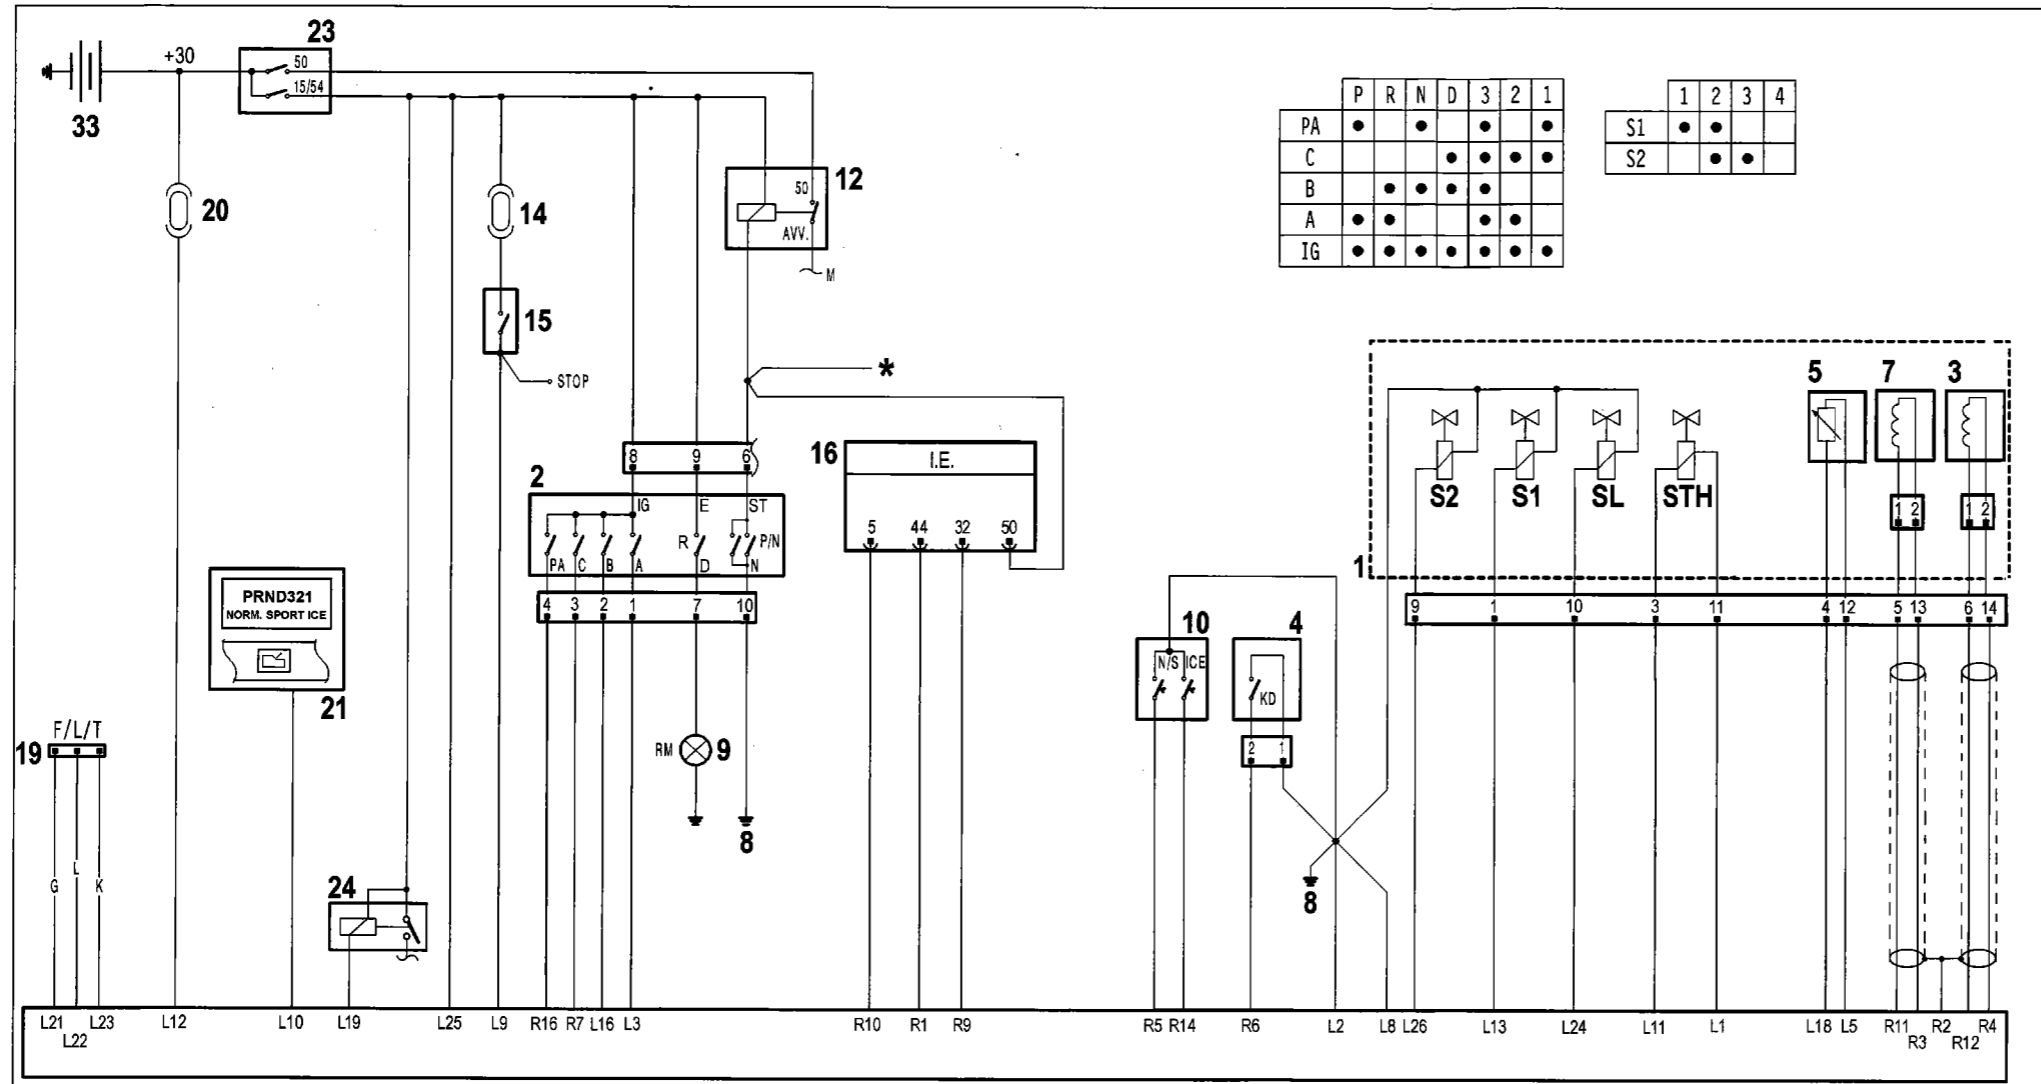 23
+30
50
15/54
33
P R N D 3 2 1
PA
C
B
A
IG
1 2 3 4
S1
S2
12
50
AVV.
M
20
14
15
STOP
*
5 7 3
8 9 6
16
I.E.
2
IG E ST
S2 S1 SL STH
1 2 1 2
5 44 32 50
R P/N
PA C B A D N
1
PRND321
NORM. SPORT ICE
4 3 2 1 7 10
9 1 10 3 11 4 12 5 13 6 14
10 4
N/S ICE
KD
21
F/L/T
19
RM 9
2 1
8
G L K
24
8
L21 L23 L12 L10 L19 L25 L9 R16 R7 L16 L3 R10 R1 R9 R5 R14 R6 L2 L8 L26 L13 L24 L11 L1 L18 L5 R11 R2 R4
L22 R3 R12